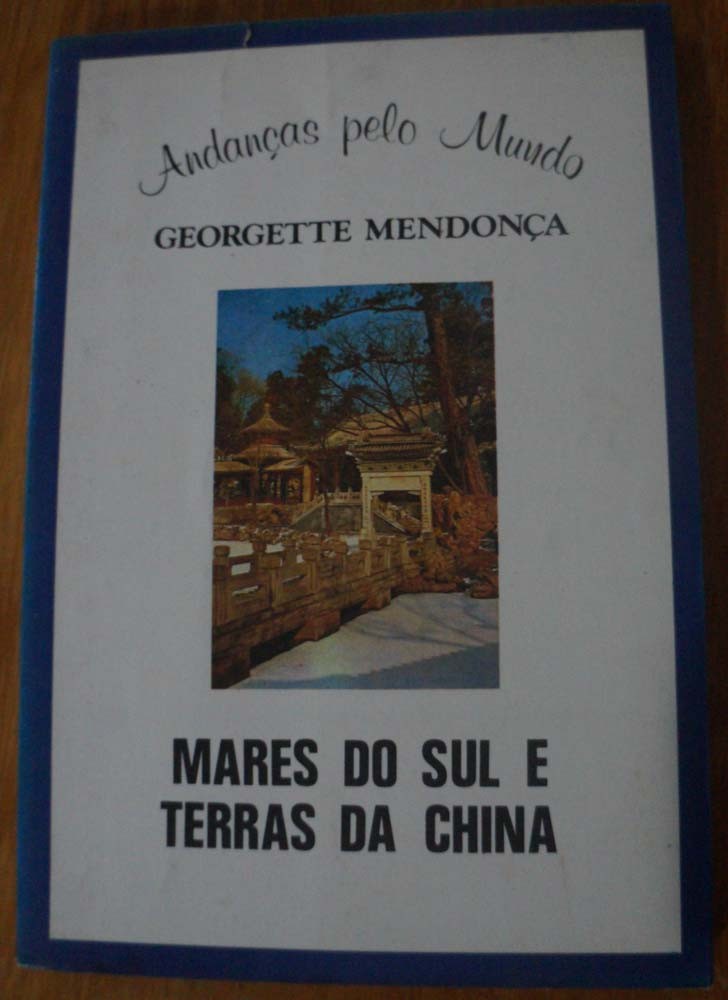 Andanças pelo Mundo
GEORGETTE MENDONÇA
MARES DO SUL E
TERRAS DA CHINA